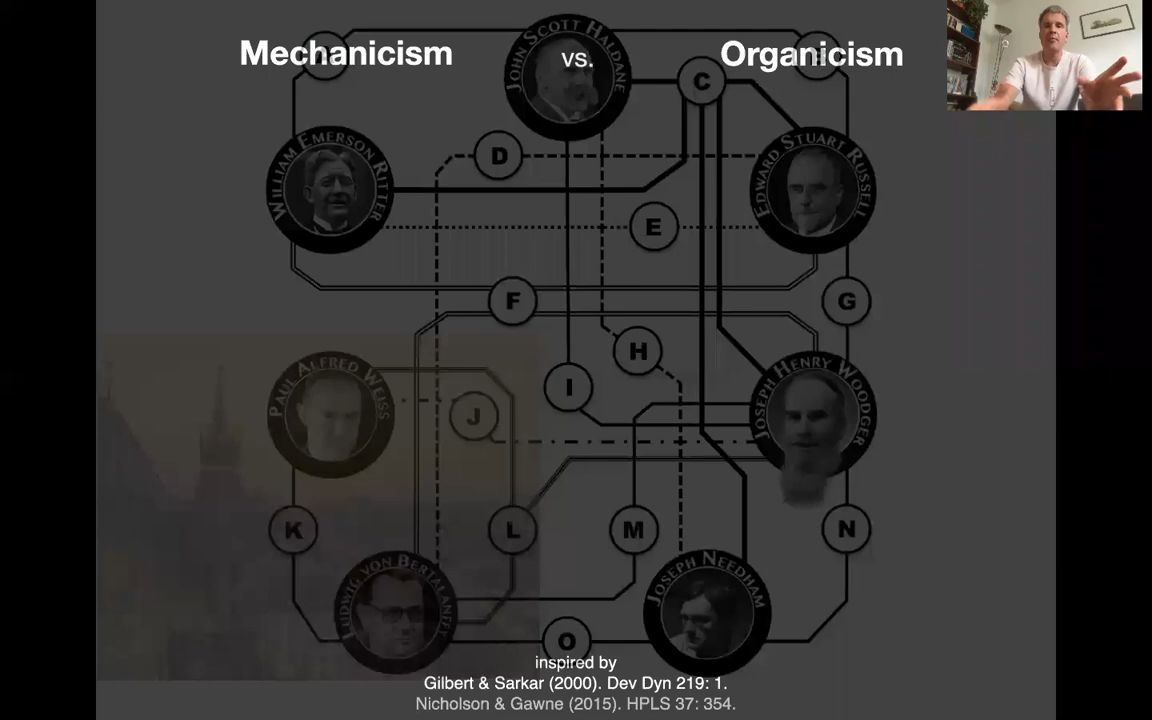 Mechanicism
vs.
Organicism
JOHN SCOTT HALDANE
C
WILLIAM EMERSON RITTER
D
EDWARD STUART RUSSELL
E
F
G
H
PAUL ALFRED WEISS
I
JOSEPH HENRY WOODGER
J
K
L
M
N
LUDWIG VON BERTALANFFY
JOSEPH NEEDHAM
O
inspired by
Gilbert & Sarkar (2000). Dev Dyn 219: 1.
Nicholson & Gawne (2015). HPLS 37: 354.